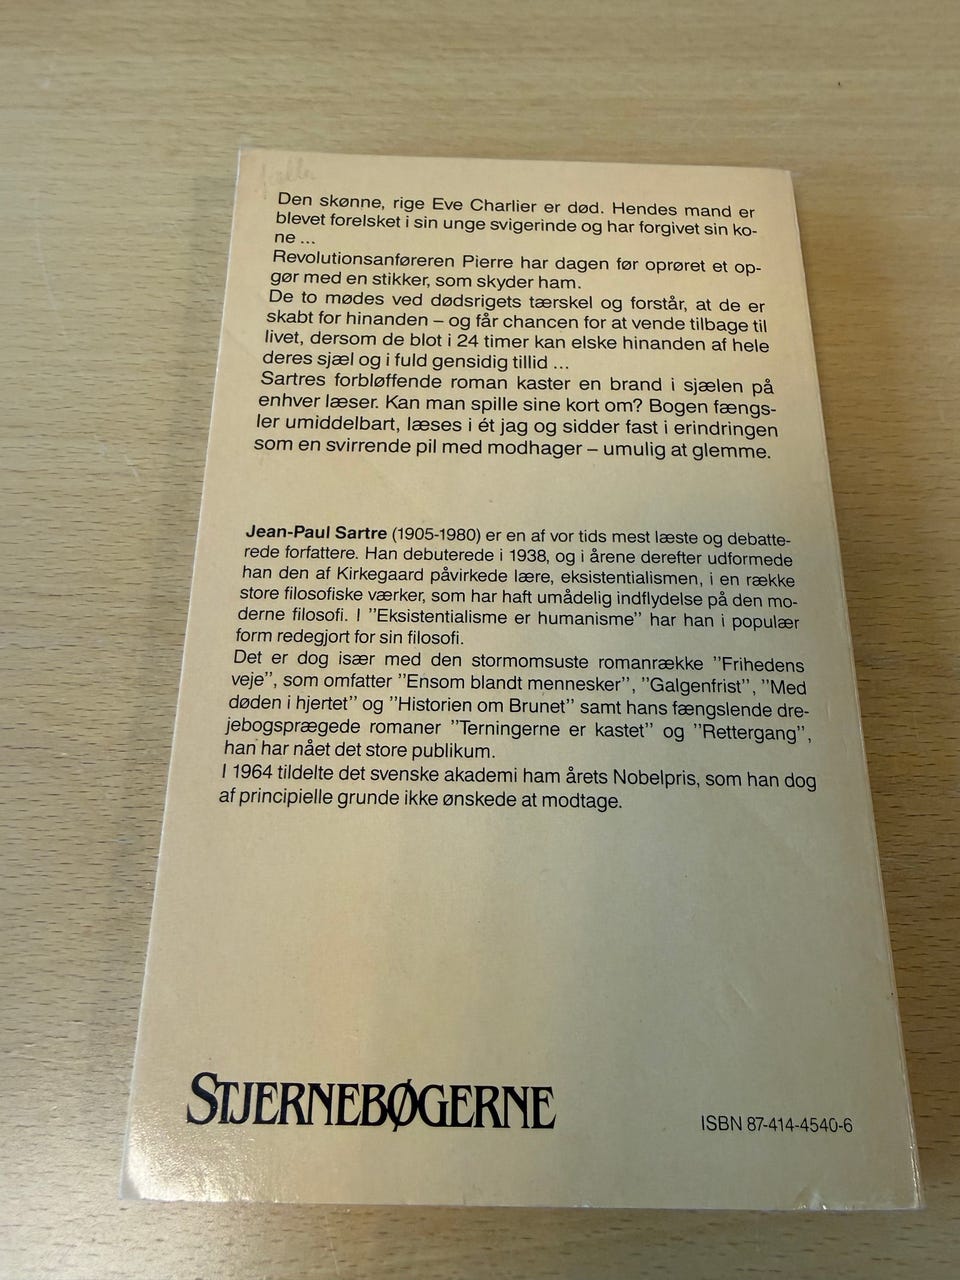 Den skønne, rige Eve Charlier er død. Hendes mand er
blevet forelsket i sin unge svigerinde og har forgivet sin ko-
ne ...
Revolutionsanføreren Pierre har dagen før oprøret et op-
gør med en stikker, som skyder ham.
De to mødes ved dødsrigets tærskel og forstår, at de er
skabt for hinanden – og får chancen for at vende tilbage til
livet, dersom de blot i 24 timer kan elske hinanden af hele
deres sjæl og i fuld gensidig tillid ...
Sartres forbløffende roman kaster en brand i sjælen på
enhver læser. Kan man spille sine kort om? Bogen fængs-
ler umiddelbart, læses i ét jag og sidder fast i erindringen
som en svirrende pil med modhager – umulig at glemme.
Jean-Paul Sartre (1905-1980) er en af vor tids mest læste og debatte-
rede forfattere. Han debuterede i 1938, og i årene derefter udformede
han den af Kirkegaard påvirkede lære, eksistentialismen, i en række
store filosofiske værker, som har haft umådelig indflydelse på den mo-
derne filosofi. I "Eksistentialisme er humanisme" har han i populær
form redegjort for sin filosofi.
Det er dog især med den stormomsuste romanrække "Frihedens
veje", som omfatter "Ensom blandt mennesker", "Galgenfrist", "Med
døden i hjertet" og "Historien om Brunet" samt hans fængslende dre-
jebogsprægede romaner "Terningerne er kastet" og "Rettergang",
han har nået det store publikum.
I 1964 tildelte det svenske akademi ham årets Nobelpris, som han dog
af principielle grunde ikke ønskede at modtage.
STJERNEBØGERNE
ISBN 87-414-4540-6